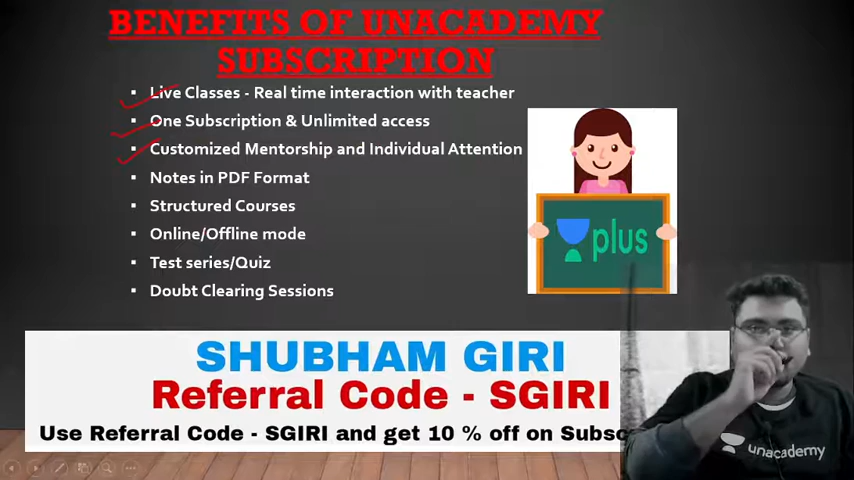 BENEFITS OF UNACADEMY
SUBSCRIPTION
▪ Live Classes - Real time interaction with teacher
▪ One Subscription & Unlimited access
▪ Customized Mentorship and Individual Attention
▪ Notes in PDF Format
▪ Structured Courses
▪ Online/Offline mode
▪ Test series/Quiz
▪ Doubt Clearing Sessions
plus
SHUBHAM GIRI
Referral Code - SGIRI
Use Referral Code - SGIRI and get 10 % off on
unacademy